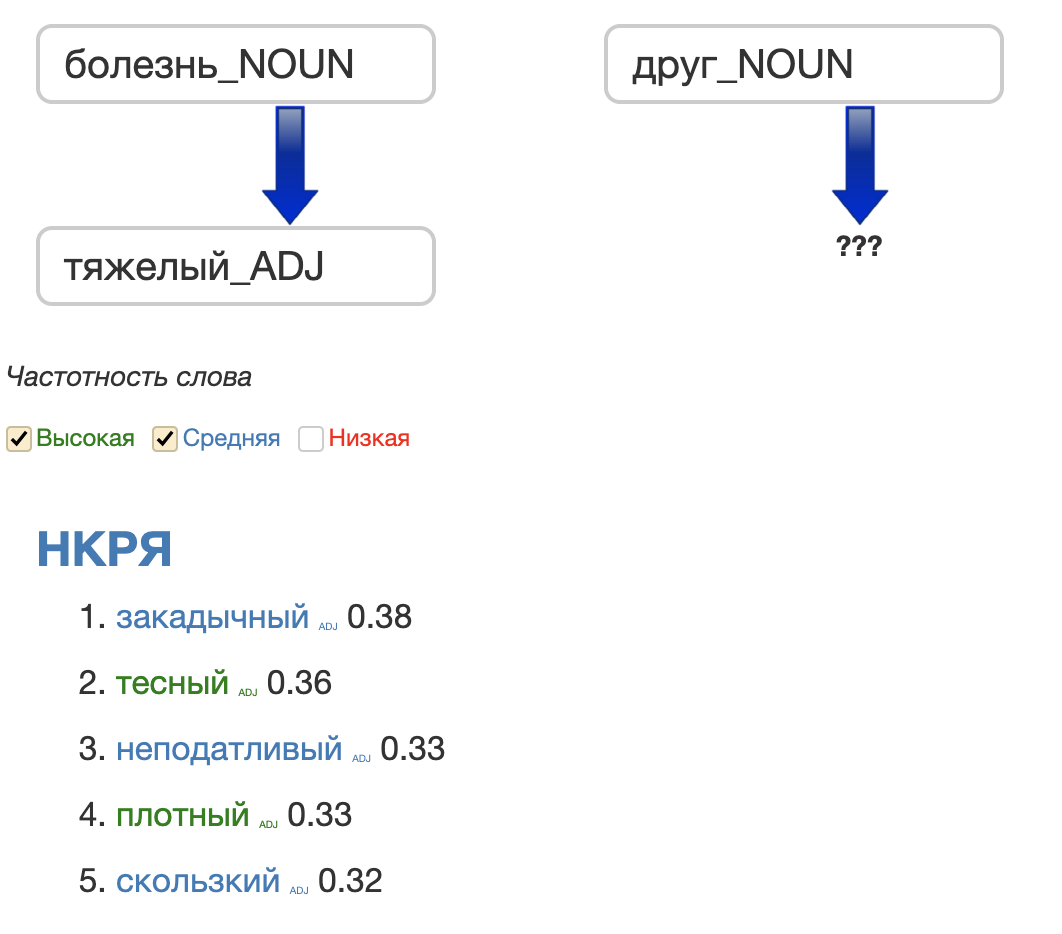 болезнь_NOUN
друг_NOUN
тяжелый_ADJ
???
Частотность слова
Высокая Средняя Низкая
НКРЯ
1. закадычный ADJ 0.38
2. тесный ADJ 0.36
3. неподатливый ADJ 0.33
4. плотный ADJ 0.33
5. скользкий ADJ 0.32